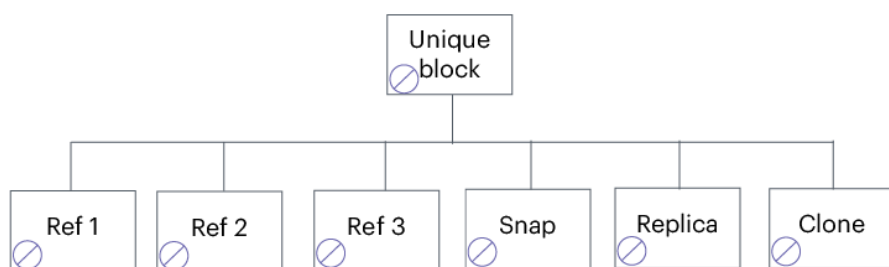 Unique
block
Ref 1
Ref 2
Ref 3
Snap
Replica
Clone